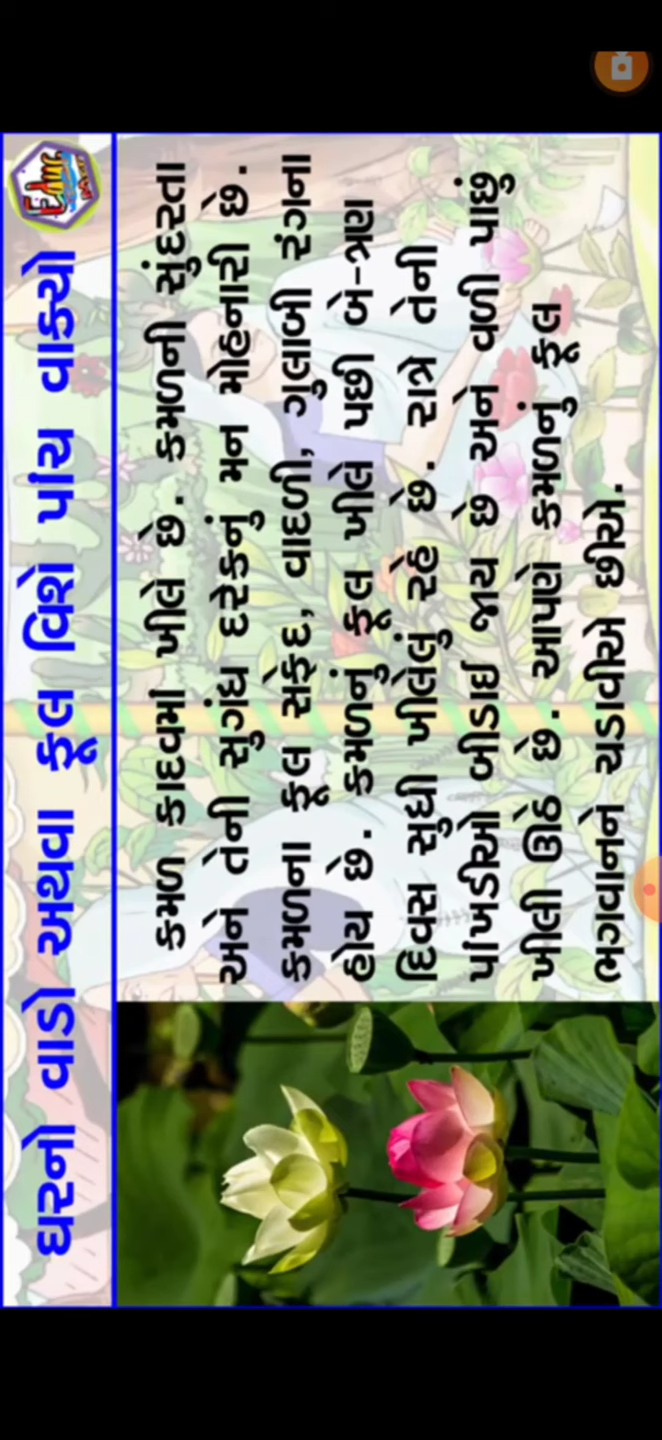 ઘરનો વાડો અથવા ફૂલ વિશે પાંચ વાક્યો
કમળ કાદવમાં ખીલે છે. કમળની સુંદરતા
અને તેની સુગંધ દરેકનું મન મોહનારી છે.
કમળના ફૂલ સફેદ, વાદળી, ગુલાબી રંગના
હોય છે. કમળનું ફૂલ ખીલે પછી બે-ત્રણ
દિવસ સુધી ખીલેલું રહે છે. રાત્રે તેની
પાંખડીઓ બીડાઈ જાય છે અને વળી પાછું
ખીલી ઊઠે છે. આપણે કમળનું ફૂલ
ભગવાનને ચડાવીએ છીએ.